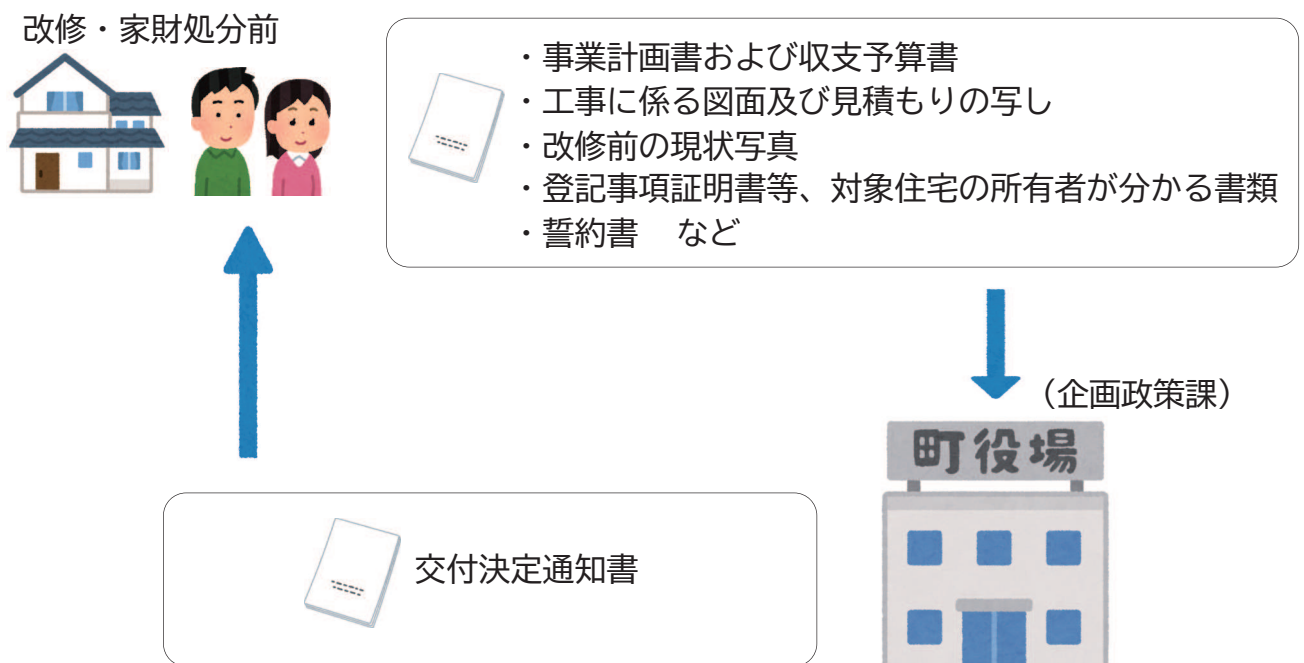 改修・家財処分前
・事業計画書および収支予算書
・工事に係る図面及び見積もりの写し
・改修前の現状写真
・登記事項証明書等、対象住宅の所有者が分かる書類
・誓約書　など
（企画政策課）
町役場
交付決定通知書